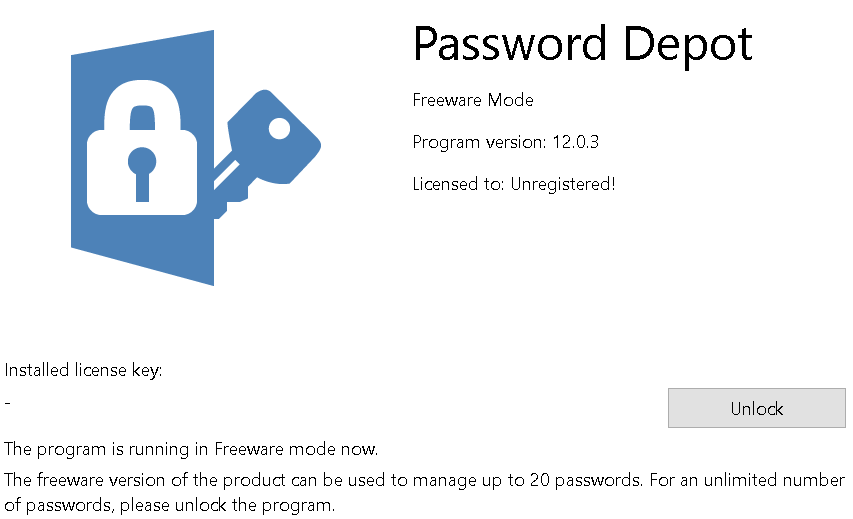 Password Depot
Freeware Mode
Program version: 12.0.3
Licensed to: Unregistered!
Installed license key:
-
Unlock
The program is running in Freeware mode now.
The freeware version of the product can be used to manage up to 20 passwords. For an unlimited number
of passwords, please unlock the program.